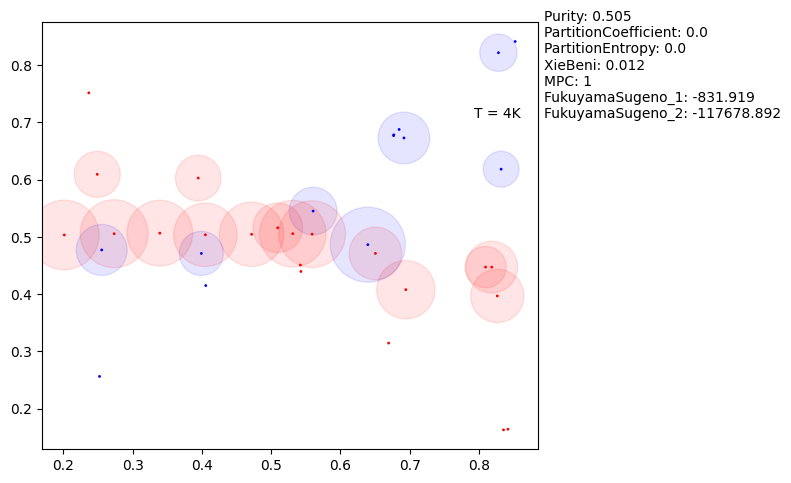 Purity: 0.505
PartitionCoefficient: 0.0
PartitionEntropy: 0.0
XieBeni: 0.012
MPC: 1
FukuyamaSugeno_1: -831.919
FukuyamaSugeno_2: -117678.892
T = 4K
0.8
0.7
0.6
0.5
0.4
0.3
0.2
0.2 0.3 0.4 0.5 0.6 0.7 0.8